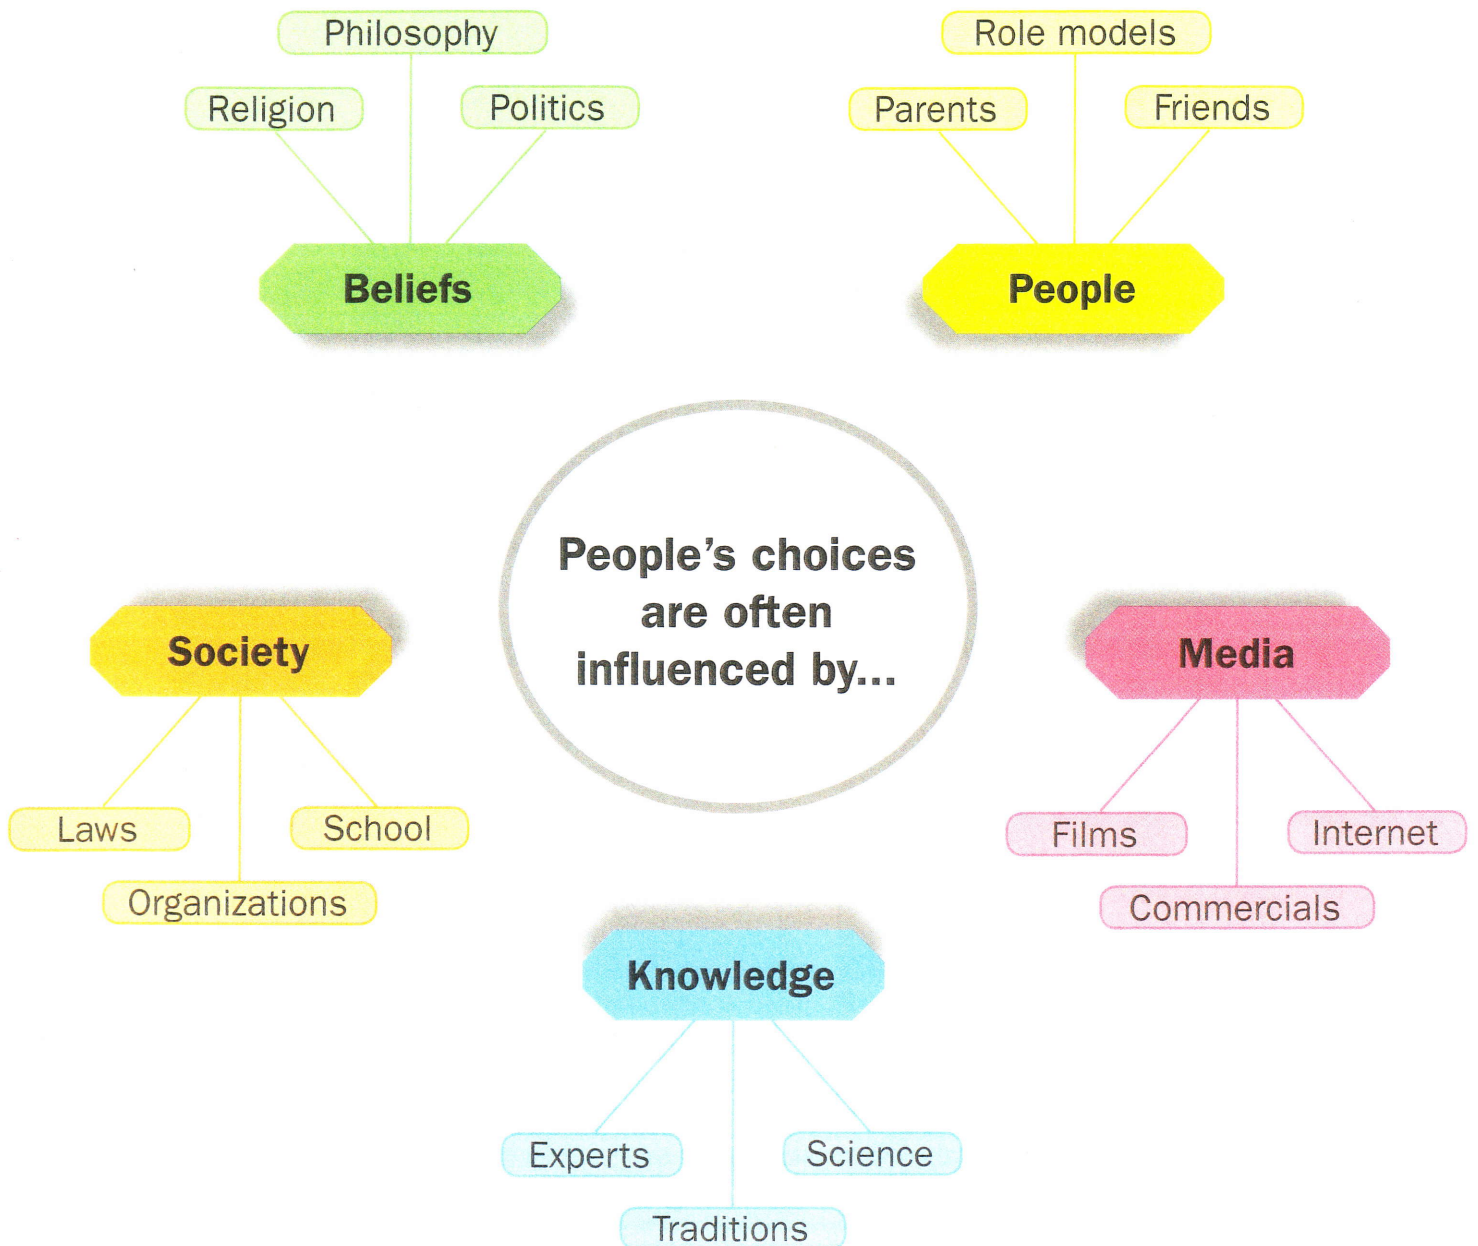 Philosophy
Religion
Politics
Beliefs
Role models
Parents
Friends
People
People's choices
are often
influenced by...
Society
Laws
School
Organizations
Media
Films
Internet
Commercials
Knowledge
Experts
Science
Traditions